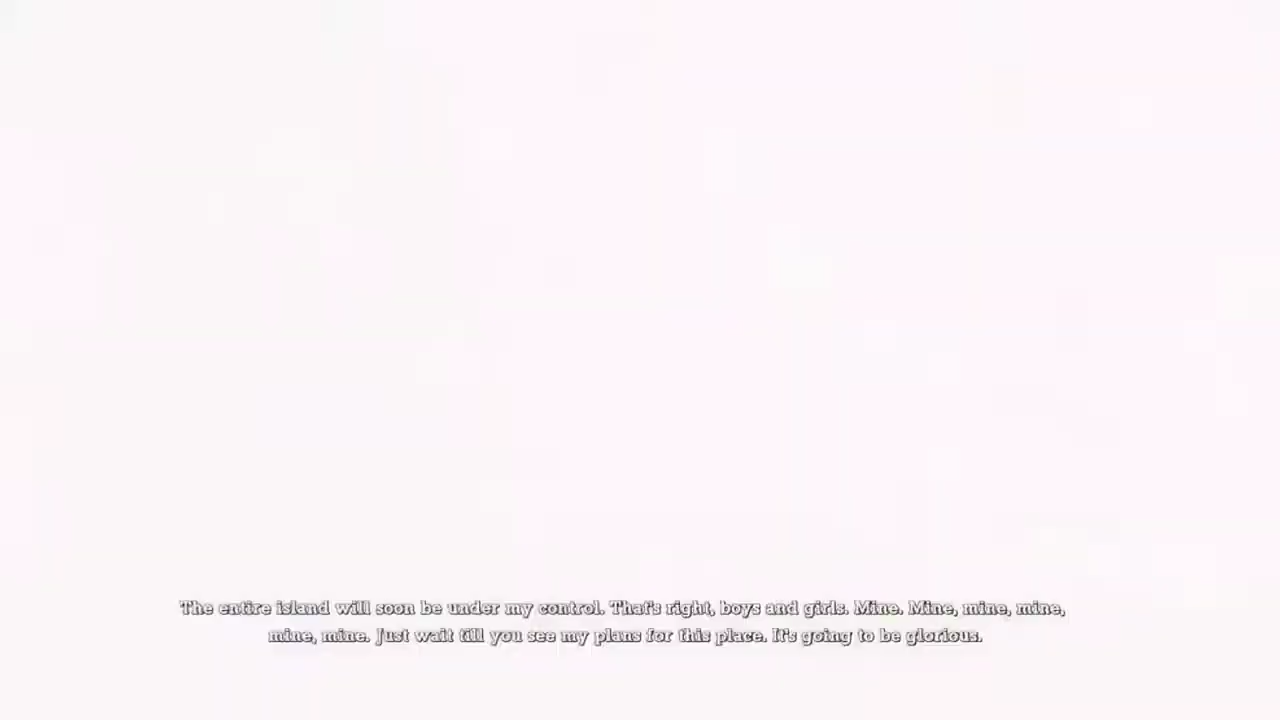 The entire island will soon be under my control. That's right, boys and girls. Mine. Mine, mine, mine,
mine, mine. Just wait till you see my plans for this place. It's going to be glorious.